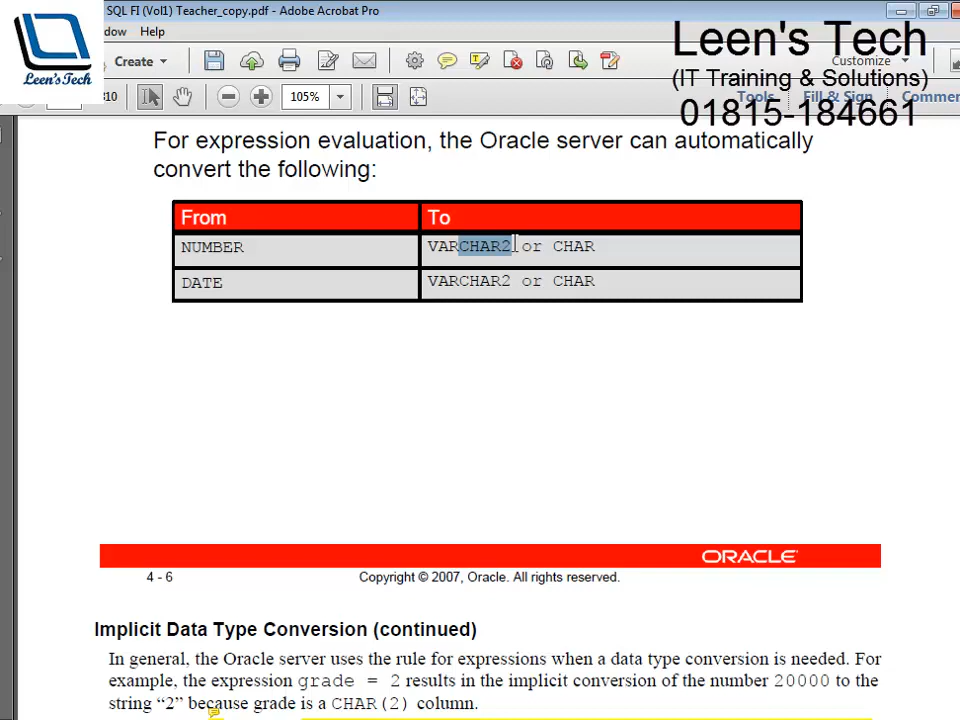 SQL FI (Vol1) Teacher_copy.pdf - Adobe Acrobat Pro
dow Help
Leen's Tech
Leen's Tech
(IT Training & Solutions)
01815-184661
Create
Customize
310
105%
Tools
Fill & Sign
Commer
For expression evaluation, the Oracle server can automatically
convert the following:
From To
NUMBER VARCHAR2 or CHAR
DATE VARCHAR2 or CHAR
ORACLE
4 - 6 Copyright © 2007, Oracle. All rights reserved.
Implicit Data Type Conversion (continued)
In general, the Oracle server uses the rule for expressions when a data type conversion is needed. For
example, the expression grade = 2 results in the implicit conversion of the number 20000 to the
string “2” because grade is a CHAR(2) column.